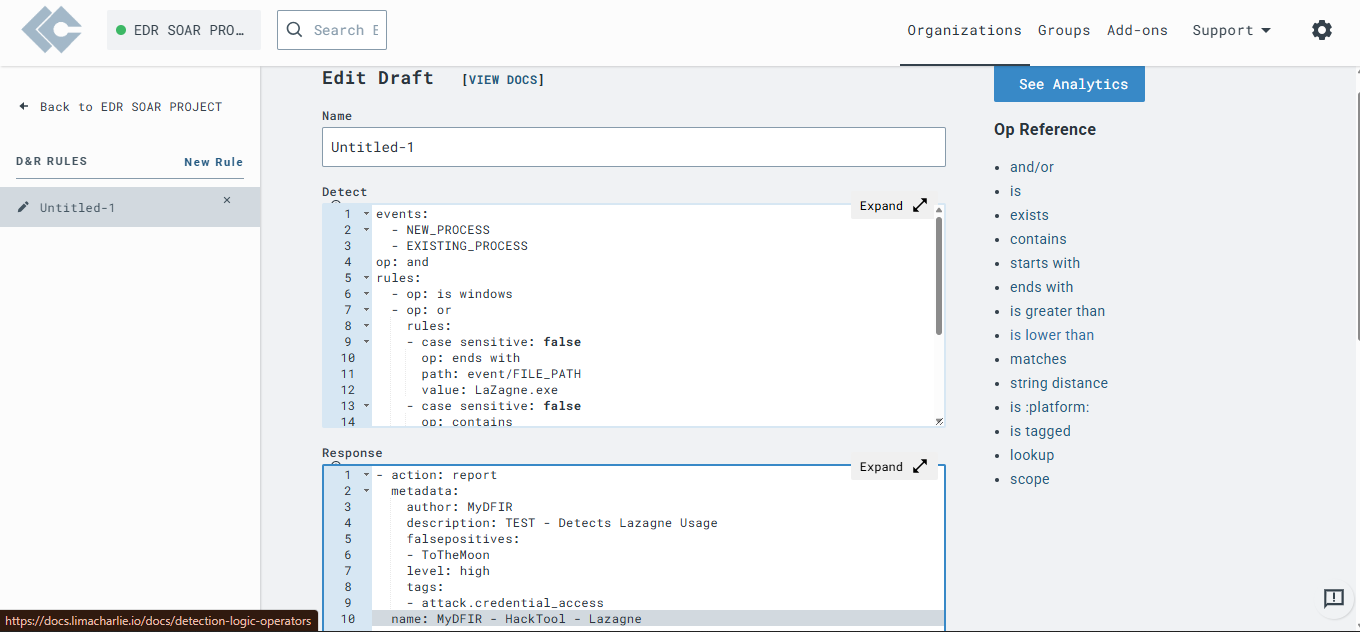 EDR SOAR PRO…
Search E
Organizations
Groups
Add-ons
Support
Back to EDR SOAR PROJECT
D&R RULES
New Rule
Untitled-1
Edit Draft
[VIEW DOCS]
Name
Untitled-1
Detect
Expand
1 events:
2   - NEW_PROCESS
3   - EXISTING_PROCESS
4 op: and
5 rules:
6   - op: is windows
7   - op: or
8     rules:
9     - case sensitive: false
10       op: ends with
11       path: event/FILE_PATH
12       value: LaZagne.exe
13     - case sensitive: false
14       op: contains
Response
Expand
1 - action: report
2   metadata:
3     author: MyDFIR
4     description: TEST - Detects Lazagne Usage
5     falsepositives:
6     - ToTheMoon
7     level: high
8     tags:
9     - attack.credential_access
10   name: MyDFIR - HackTool - Lazagne
See Analytics
Op Reference
and/or
is
exists
contains
starts with
ends with
is greater than
is lower than
matches
string distance
is :platform:
is tagged
lookup
scope
https://docs.limacharlie.io/docs/detection-logic-operators